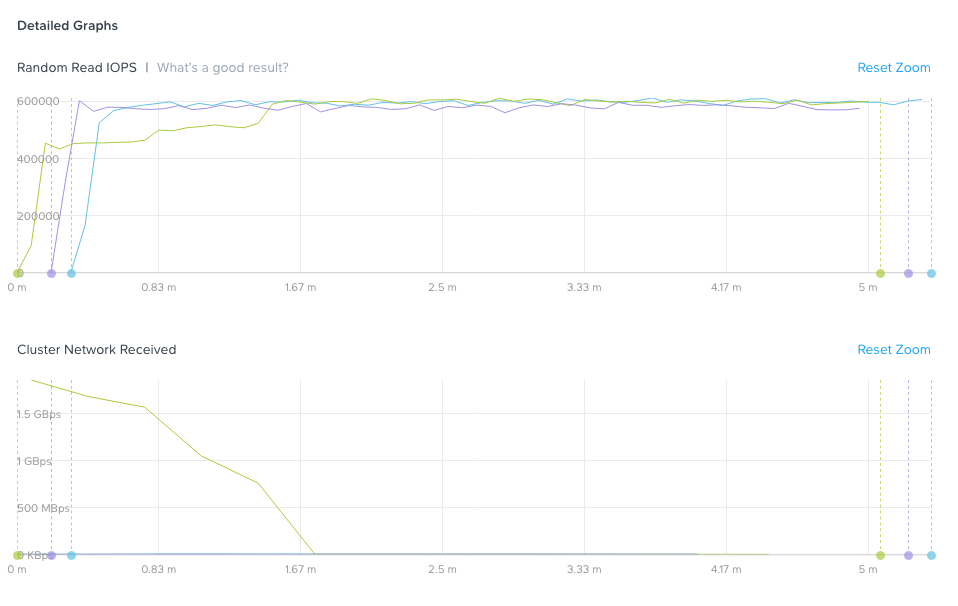 Detailed Graphs
Random Read IOPS | What's a good result? Reset Zoom
600000
400000
200000
0
0 m 0.83 m 1.67 m 2.5 m 3.33 m 4.17 m 5 m
Cluster Network Received Reset Zoom
1.5 GBps
1 GBps
500 MBps
0 KBps
0 m 0.83 m 1.67 m 2.5 m 3.33 m 4.17 m 5 m